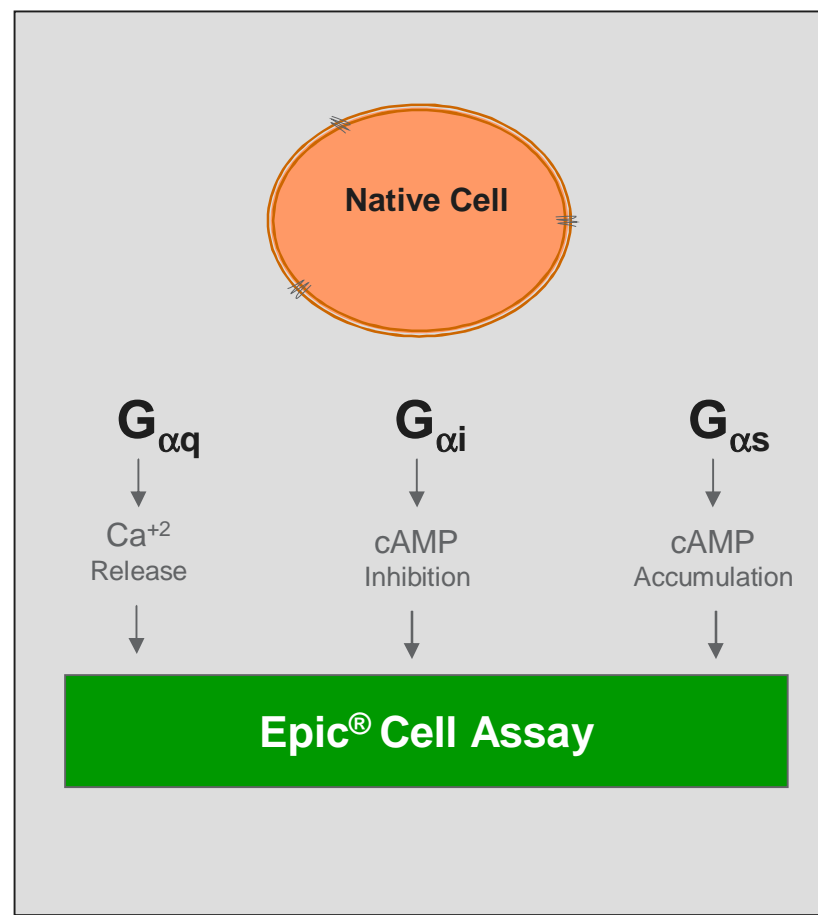 Native Cell
Gαq Gαi Gαs
Ca⁺² cAMP cAMP
Release Inhibition Accumulation
Epic® Cell Assay